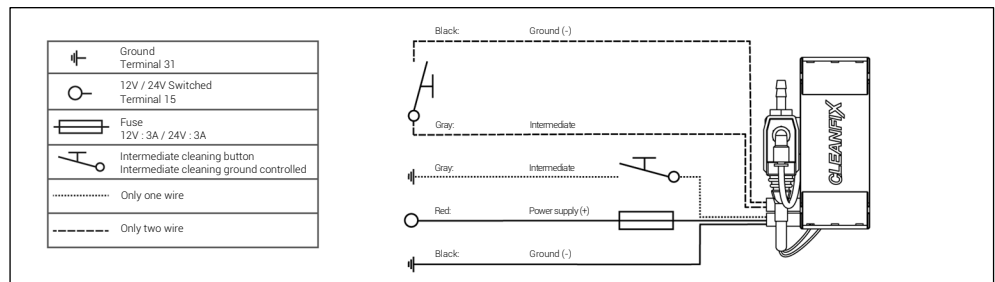 Ground
Terminal 31
12V / 24V Switched
Terminal 15
Fuse
12V : 3A / 24V : 3A
Intermediate cleaning button
Intermediate cleaning ground controlled
Only one wire
Only two wire
Black: Ground (-)
Gray: Intermediate
Gray: Intermediate
Red: Power supply (+)
Black: Ground (-)
CLEANFIX